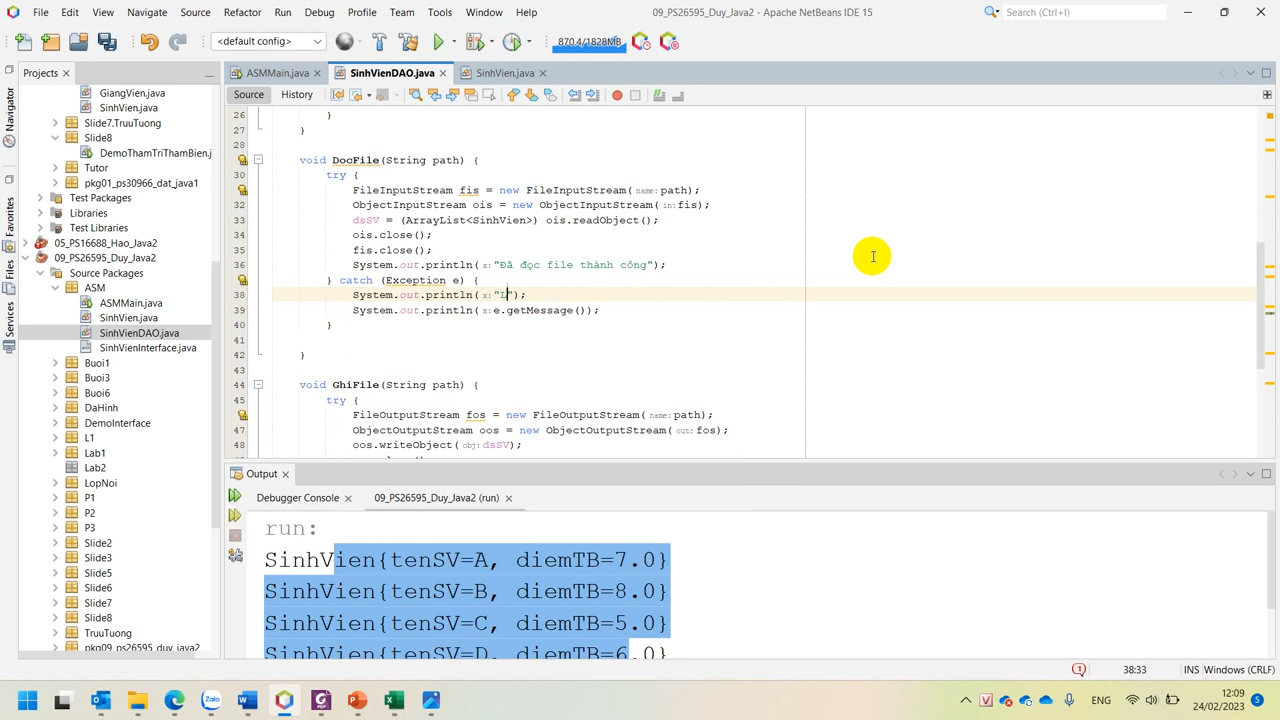 File Edit View Navigate Source Refactor Run Debug Profile Team Tools Window Help 09_PS26595_Duy_Java2 - Apache NetBeans IDE 15 Search (Ctrl+I)
<default config> 870.4/1828MB
Projects ASMMain.java SinhVienDAO.java SinhVien.java
Source History
Navigator
Favorites
Files
Services
GiangVien.java
SinhVien.java
Slide7.TruuTuong
Slide8
DemoThamTriThamBien.j
Tutor
pkg01_ps30966_dat_java1
Test Packages
Libraries
Test Libraries
05_PS16688_Hao_Java2
09_PS26595_Duy_Java2
Source Packages
ASM
ASMMain.java
SinhVien.java
SinhVienDAO.java
SinhVienInterface.java
Buoi1
Buoi3
Buoi6
DaHinh
DemoInterface
L1
Lab1
Lab2
LopNoi
P1
P2
P3
Slide2
Slide3
Slide5
Slide6
Slide7
Slide8
TruuTuong
pkg09_ps26595_duy_java2
26 }
27 }
28
void DocFile(String path) {
30 try {
FileInputStream fis = new FileInputStream(name:path);
32 ObjectInputStream ois = new ObjectInputStream(in:fis);
33 dsSV = (ArrayList<SinhVien>) ois.readObject();
34 ois.close();
35 fis.close();
36 System.out.println(x:"Đã đọc file thành công");
} catch (Exception e) {
38 System.out.println(x:"L");
39 System.out.println(x:e.getMessage());
40 }
41
42 }
43
44 void GhiFile(String path) {
45 try {
FileOutputStream fos = new FileOutputStream(name:path);
47 ObjectOutputStream oos = new ObjectOutputStream(out:fos);
48 oos.writeObject(obj:dsSV);
Output
Debugger Console 09_PS26595_Duy_Java2 (run)
run:
SinhVien{tenSV=A, diemTB=7.0}
SinhVien{tenSV=B, diemTB=8.0}
SinhVien{tenSV=C, diemTB=5.0}
SinhVien{tenSV=D, diemTB=6.0}
1 38:33 INS Windows (CRLF)
Zalo ENG 12:09
24/02/2023 5